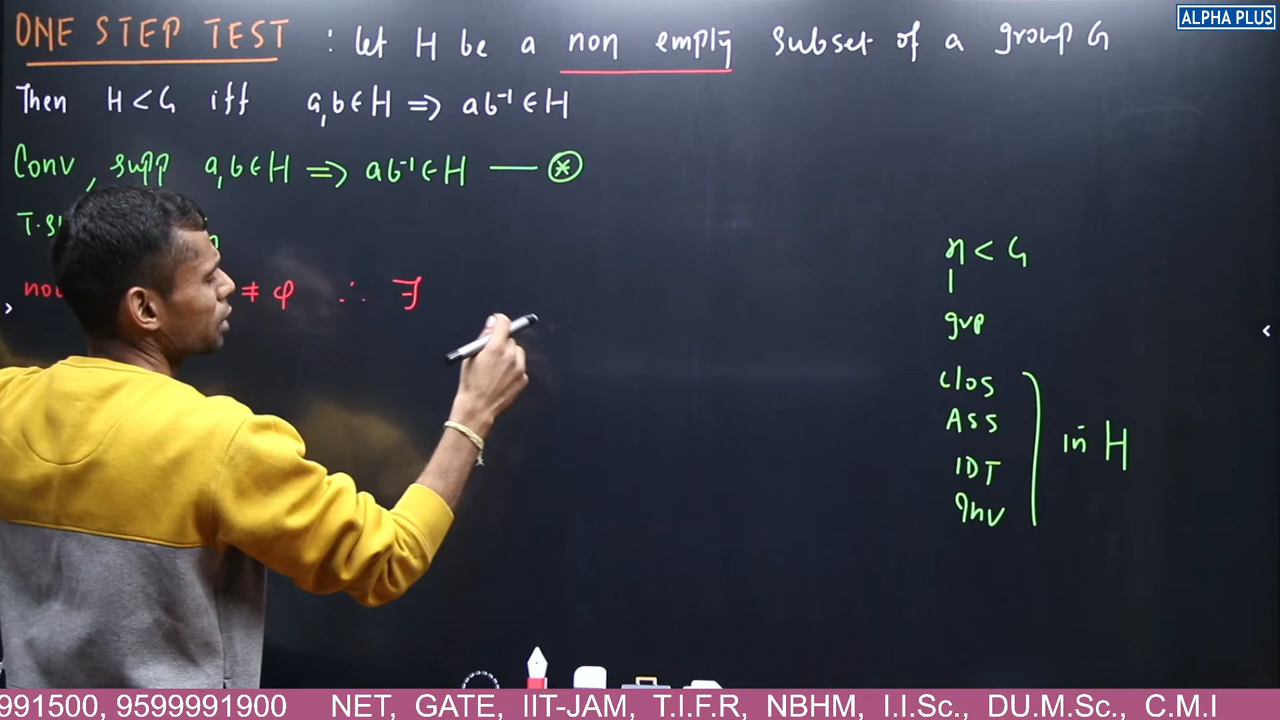 ALPHA PLUS
ONE STEP TEST : let H be a non empty subset of a group G
Then H < G iff a,b ∈ H ⇒ ab⁻¹ ∈ H
Conv, supp a,b ∈ H ⇒ ab⁻¹ ∈ H — ⊛
≠ φ ∴ ∃
H < G
grp
Clos
Ass
IDT
Inv
in H
991500, 9599991900 NET, GATE, IIT-JAM, T.I.F.R, NBHM, I.I.Sc., DU.M.Sc., C.M.I